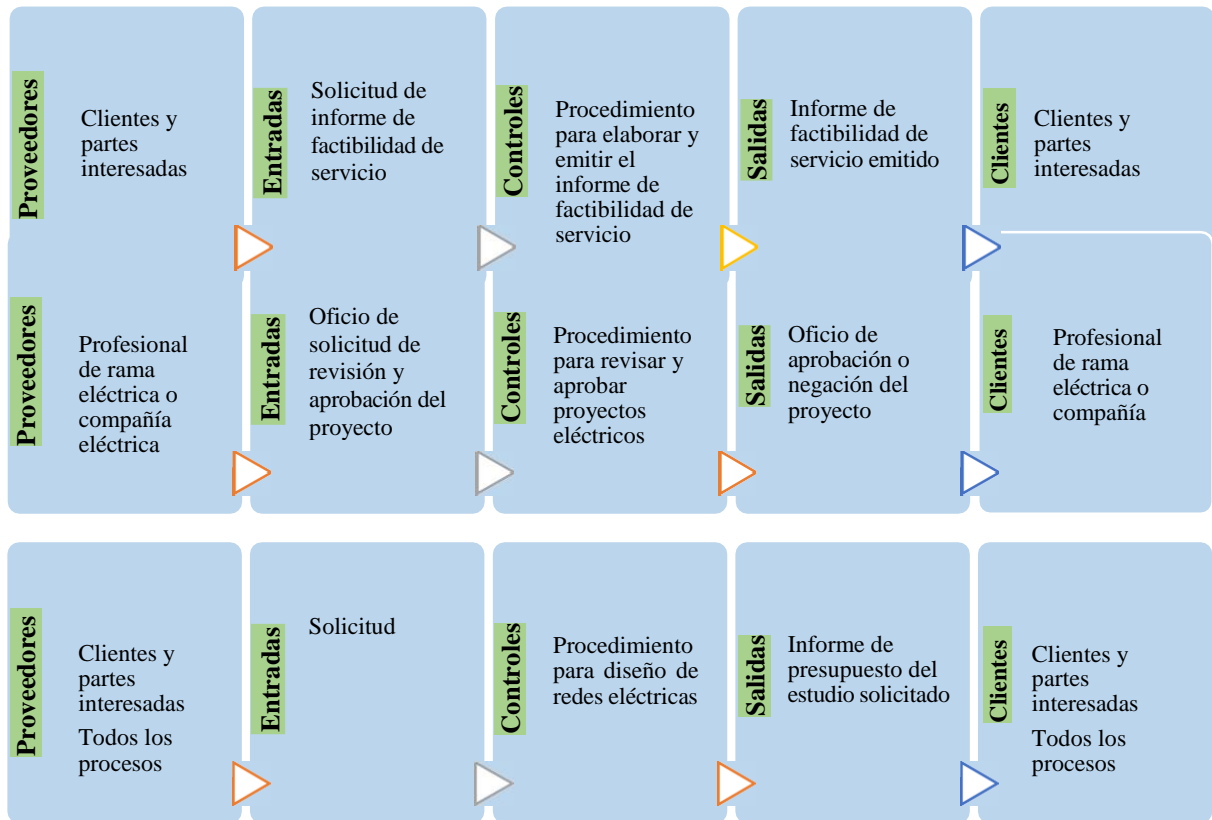 Proveedores
Clientes y
partes
interesadas
Entradas
Solicitud de
informe de
factibilidad de
servicio
Controles
Procedimiento
para elaborar y
emitir el
informe de
factibilidad de
servicio
Salidas
Informe de
factibilidad de
servicio emitido
Clientes
Clientes y
partes
interesadas
Proveedores
Profesional
de rama
eléctrica o
compañía
eléctrica
Entradas
Oficio de
solicitud de
revisión y
aprobación del
proyecto
Controles
Procedimiento
para revisar y
aprobar
proyectos
eléctricos
Salidas
Oficio de
aprobación o
negación del
proyecto
Clientes
Profesional
de rama
eléctrica o
compañía
Proveedores
Clientes y
partes
interesadas
Todos los
procesos
Entradas
Solicitud
Controles
Procedimiento
para diseño de
redes eléctricas
Salidas
Informe de
presupuesto del
estudio solicitado
Clientes
Clientes y
partes
interesadas
Todos los
procesos